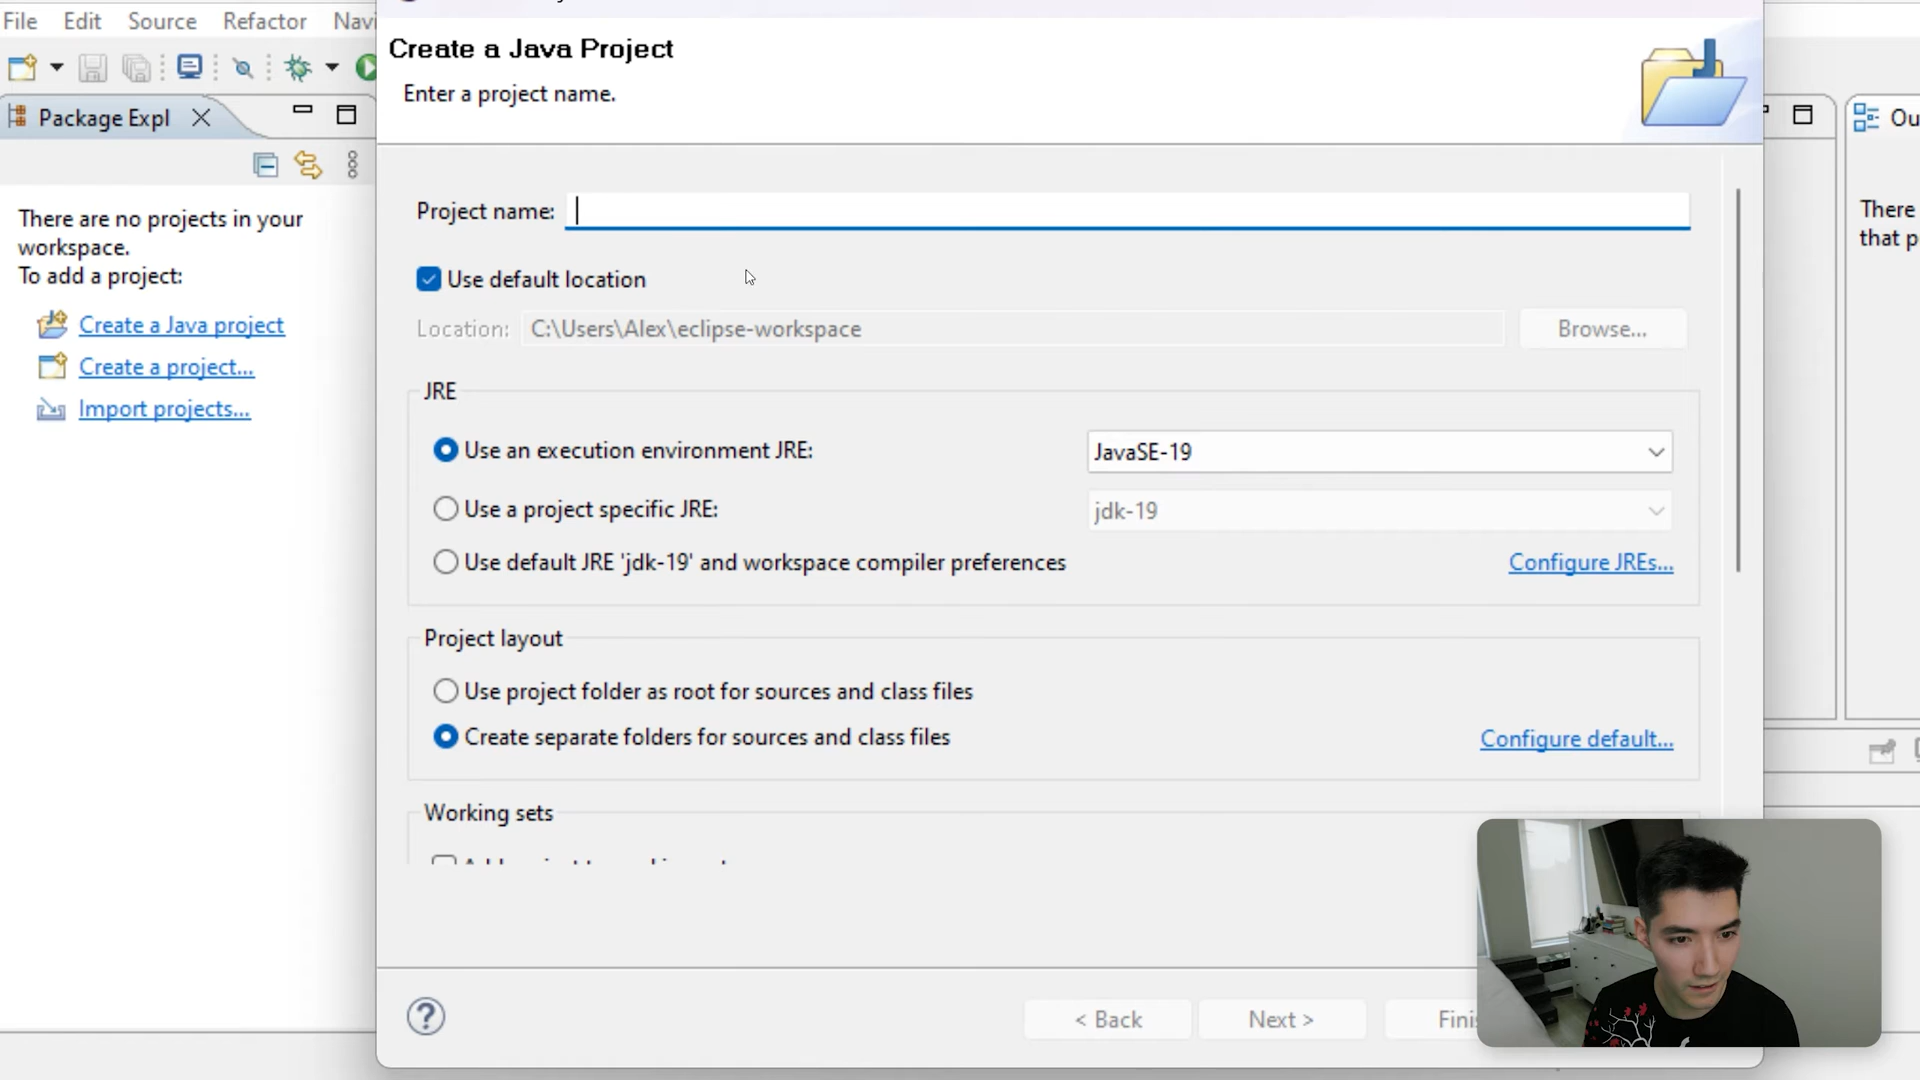 File Edit Source Refactor Navi
Create a Java Project
Enter a project name.
Package Expl
Ou
There are no projects in your
workspace.
To add a project:
Create a Java project
Create a project...
Import projects...
Project name:
Use default location
Location: C:\Users\Alex\eclipse-workspace Browse...
JRE
Use an execution environment JRE: JavaSE-19
Use a project specific JRE: jdk-19
Use default JRE 'jdk-19' and workspace compiler preferences Configure JREs...
Project layout
Use project folder as root for sources and class files
Create separate folders for sources and class files Configure default...
Working sets
There
that p
? < Back Next > Fini